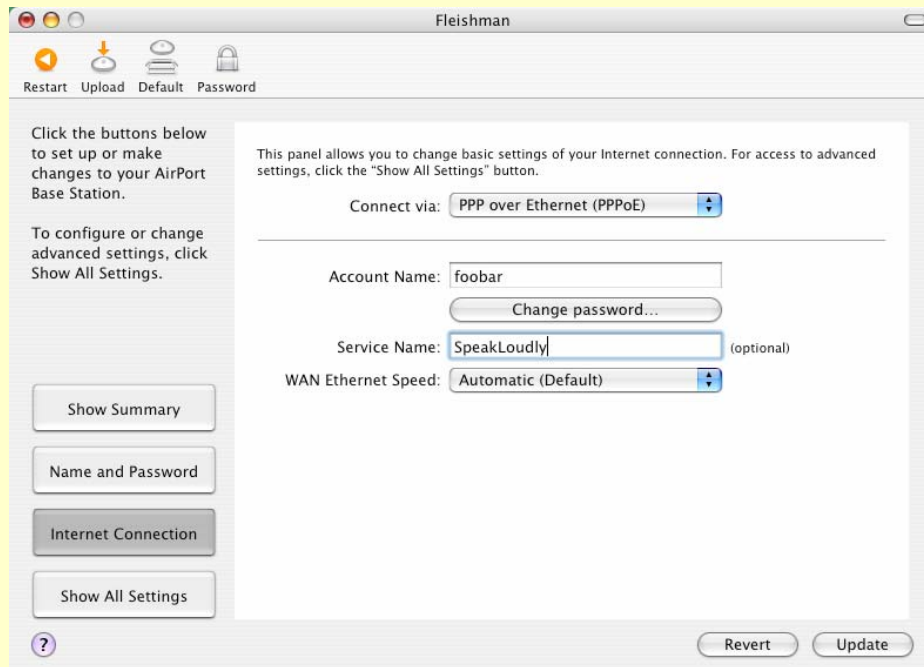 Fleishman
Restart Upload Default Password
Click the buttons below
to set up or make
changes to your AirPort
Base Station.
To configure or change
advanced settings, click
Show All Settings.
Show Summary
Name and Password
Internet Connection
Show All Settings
?
This panel allows you to change basic settings of your Internet connection. For access to advanced
settings, click the “Show All Settings” button.
Connect via: PPP over Ethernet (PPPoE)
Account Name: foobar
Change password...
Service Name: SpeakLoudly (optional)
WAN Ethernet Speed: Automatic (Default)
Revert Update